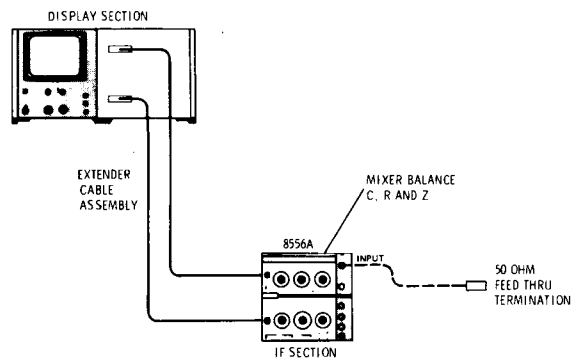 DISPLAY SECTION
EXTENDER
CABLE
ASSEMBLY
MIXER BALANCE
C, R AND Z
8556A
INPUT
50 OHM
FEED THRU
TERMINATION
IF SECTION